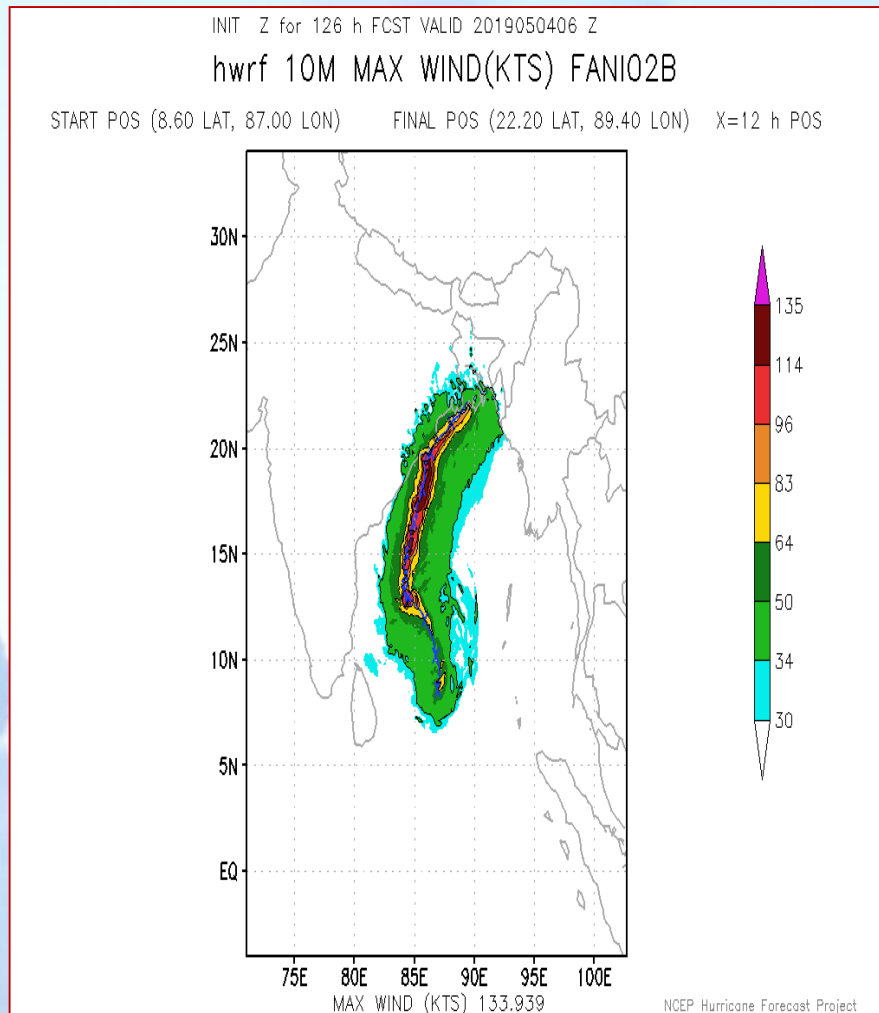 INIT Z for 126 h FCST VALID 2019050406 Z
hwrf 10M MAX WIND(KTS) FANI02B
START POS (8.60 LAT, 87.00 LON) FINAL POS (22.20 LAT, 89.40 LON) X=12 h POS
30N
25N
20N
15N
10N
5N
EQ
75E 80E 85E 90E 95E 100E
135
114
96
83
64
50
34
30
MAX WIND (KTS) 133.939
NCEP Hurricane Forecast Project